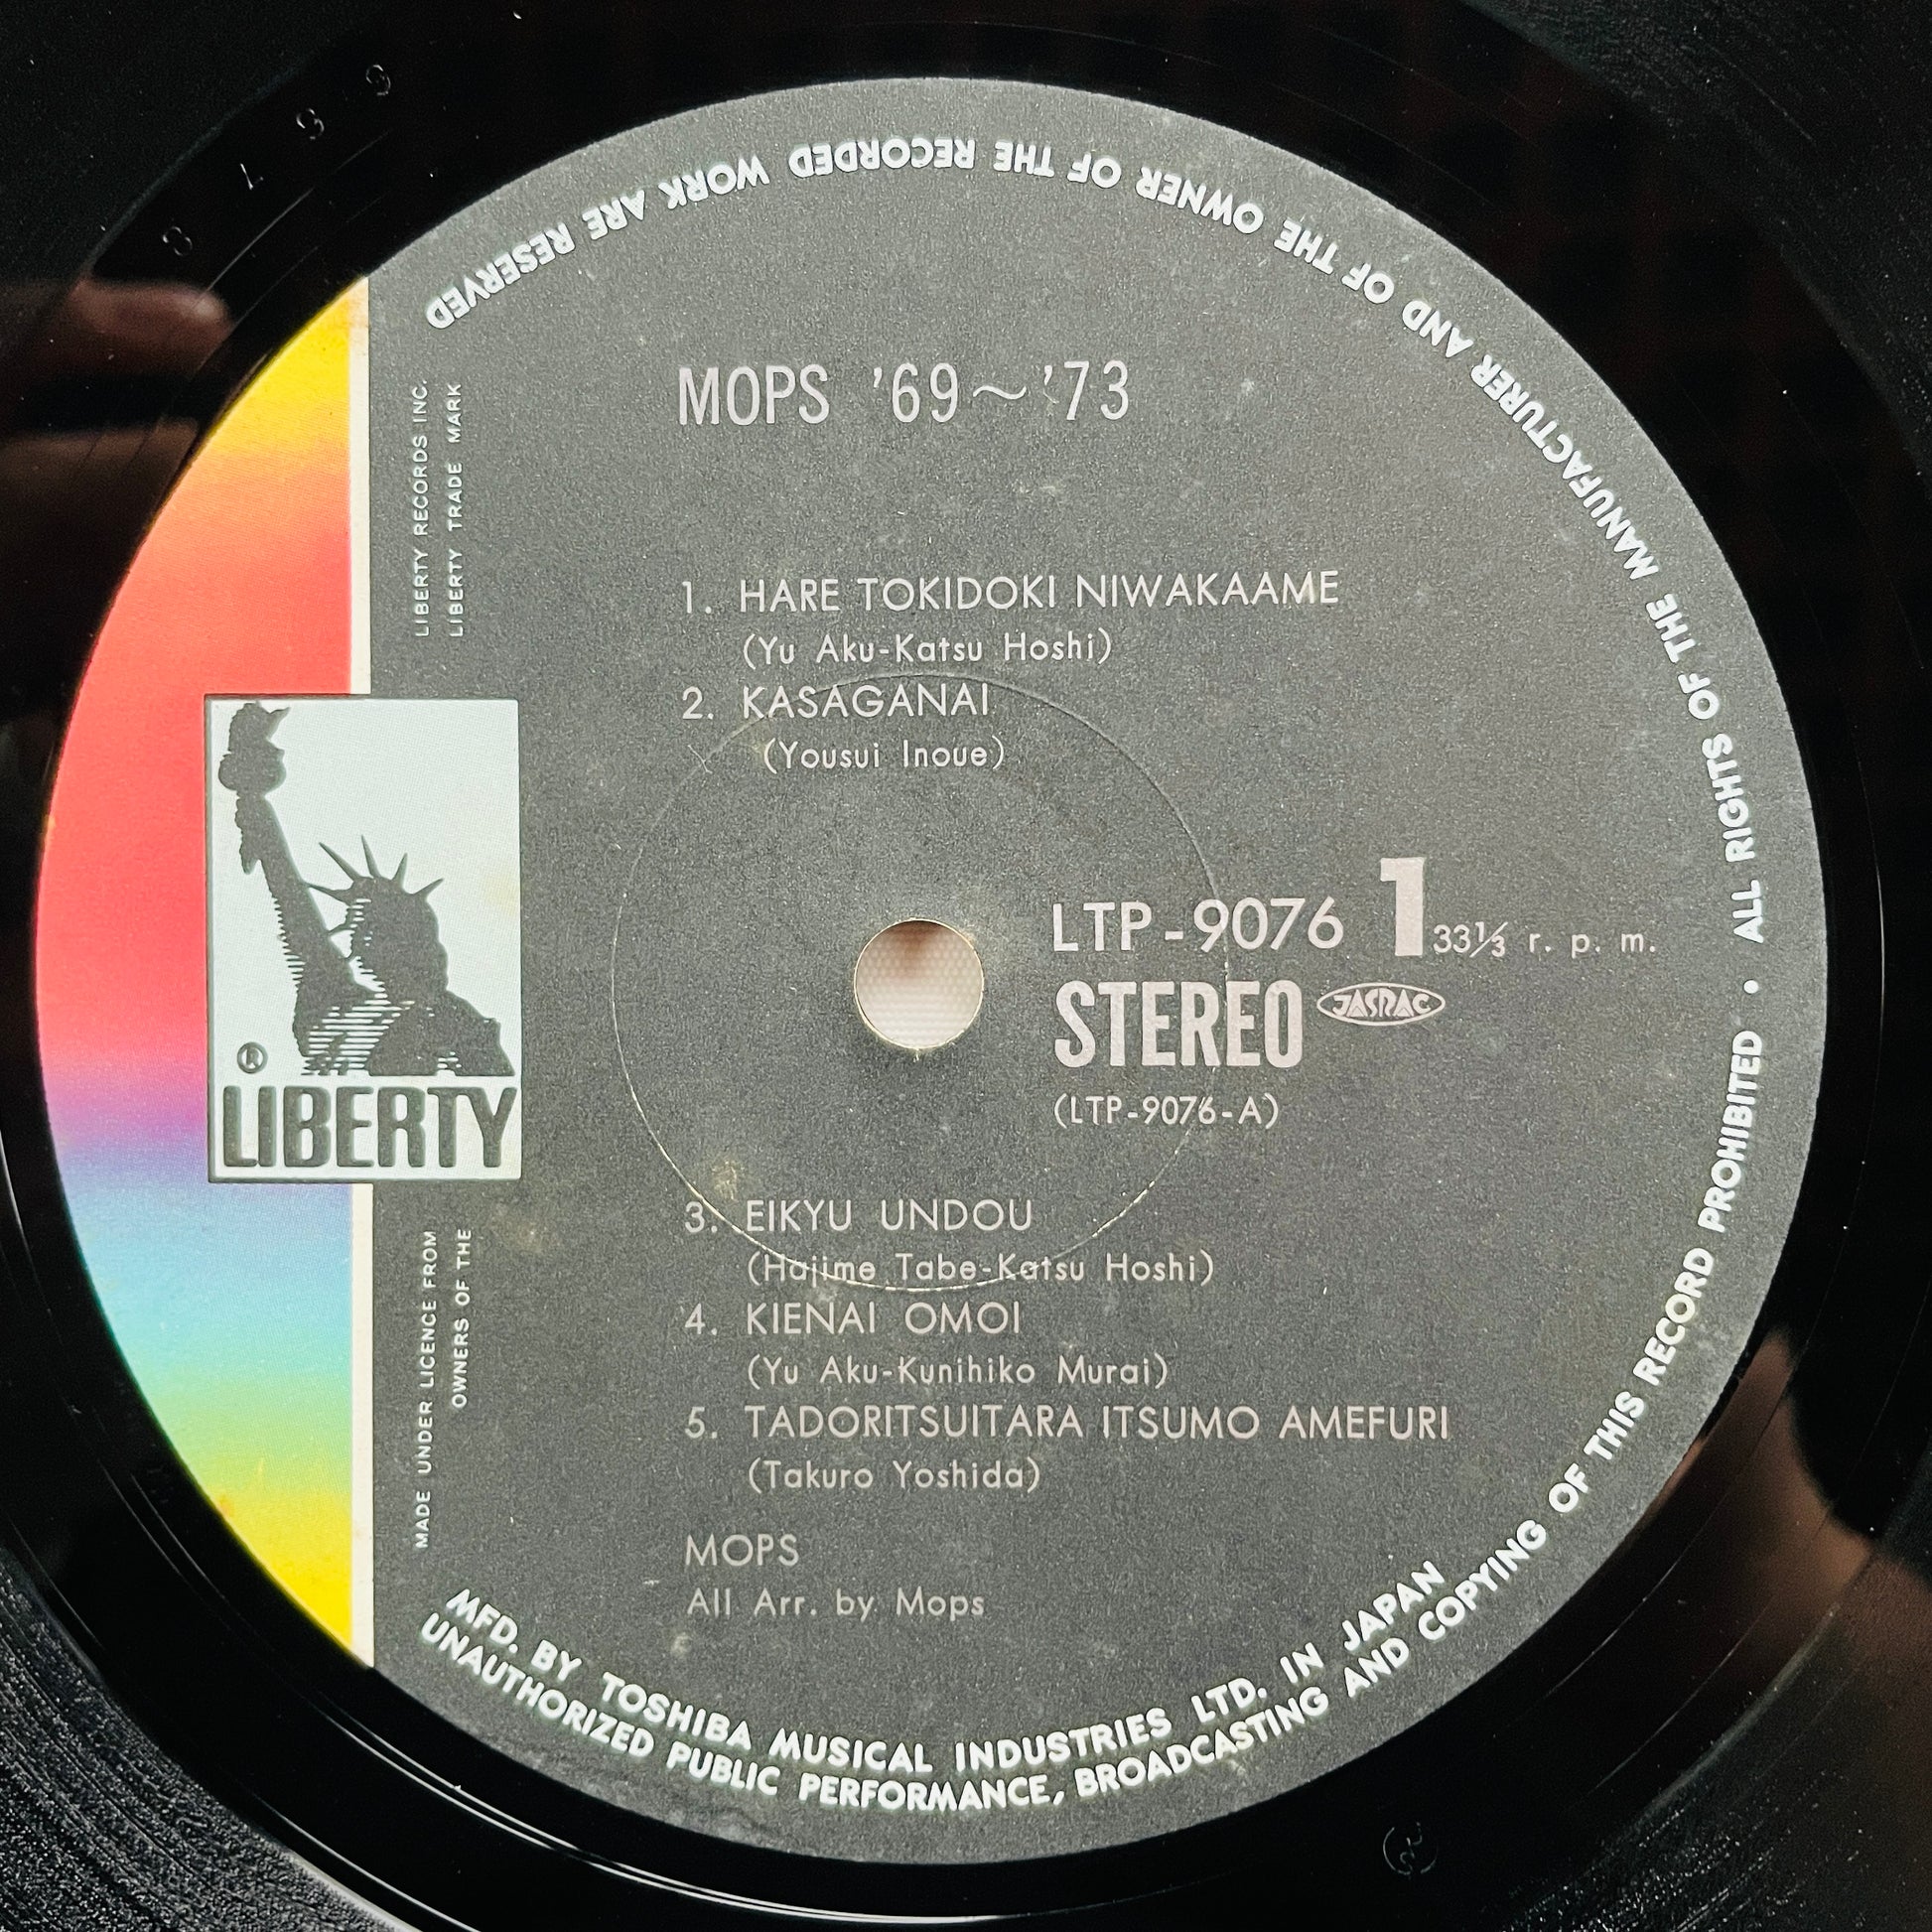 MOPS '69～'73
1. HARE TOKIDOKI NIWAKAAME
(Yu Aku-Katsu Hoshi)
2. KASAGANAI
(Yousui Inoue)
LTP-9076 1 33⅓ r. p. m.
STEREO JASRAC
(LTP-9076-A)
3. EIKYU UNDOU
(Hajime Tabe-Katsu Hoshi)
4. KIENAI OMOI
(Yu Aku-Kunihiko Murai)
5. TADORITSUITARA ITSUMO AMEFURI
(Takuro Yoshida)
MOPS
All Arr. by Mops
® LIBERTY
MADE UNDER LICENCE FROM
OWNERS OF THE
LIBERTY RECORDS INC.
LIBERTY TRADE MARK
MFD. BY TOSHIBA MUSICAL INDUSTRIES LTD. IN JAPAN
UNAUTHORIZED PUBLIC PERFORMANCE, BROADCASTING AND COPYING OF THIS RECORD PROHIBITED • ALL RIGHTS OF THE MANUFACTURER AND OF THE OWNER OF THE RECORDED WORK ARE RESERVED